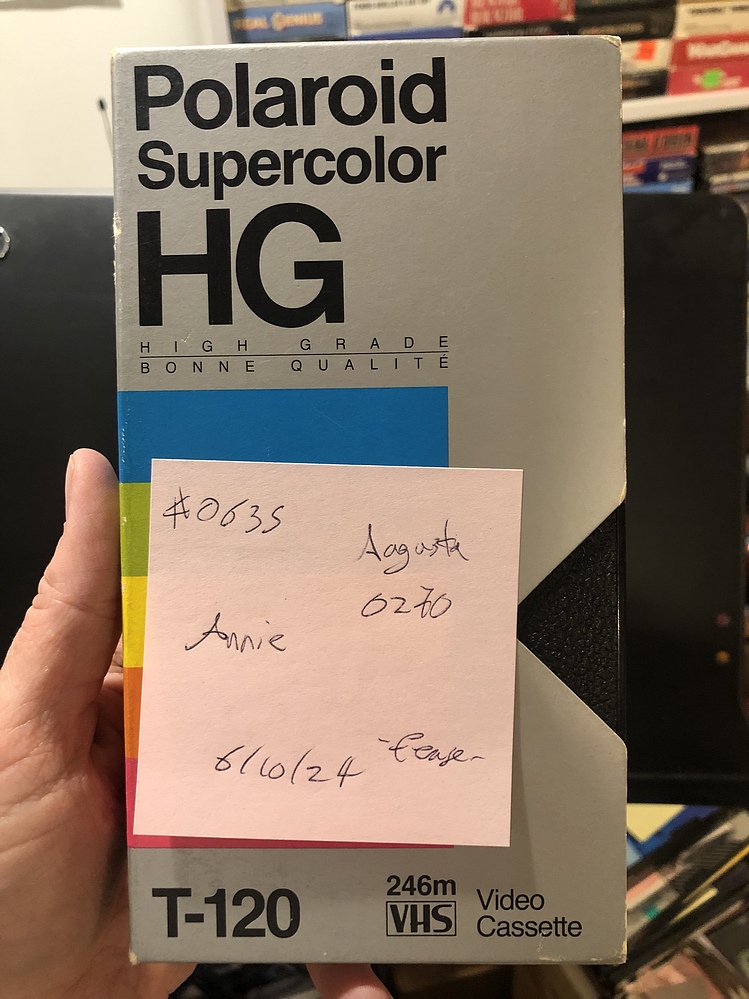 Polaroid
Supercolor
HG
HIGH GRADE
BONNE QUALITÉ
#0635
Augusta
0270
Annie
6/10/24
T-120
246m
VHS
Video
Cassette